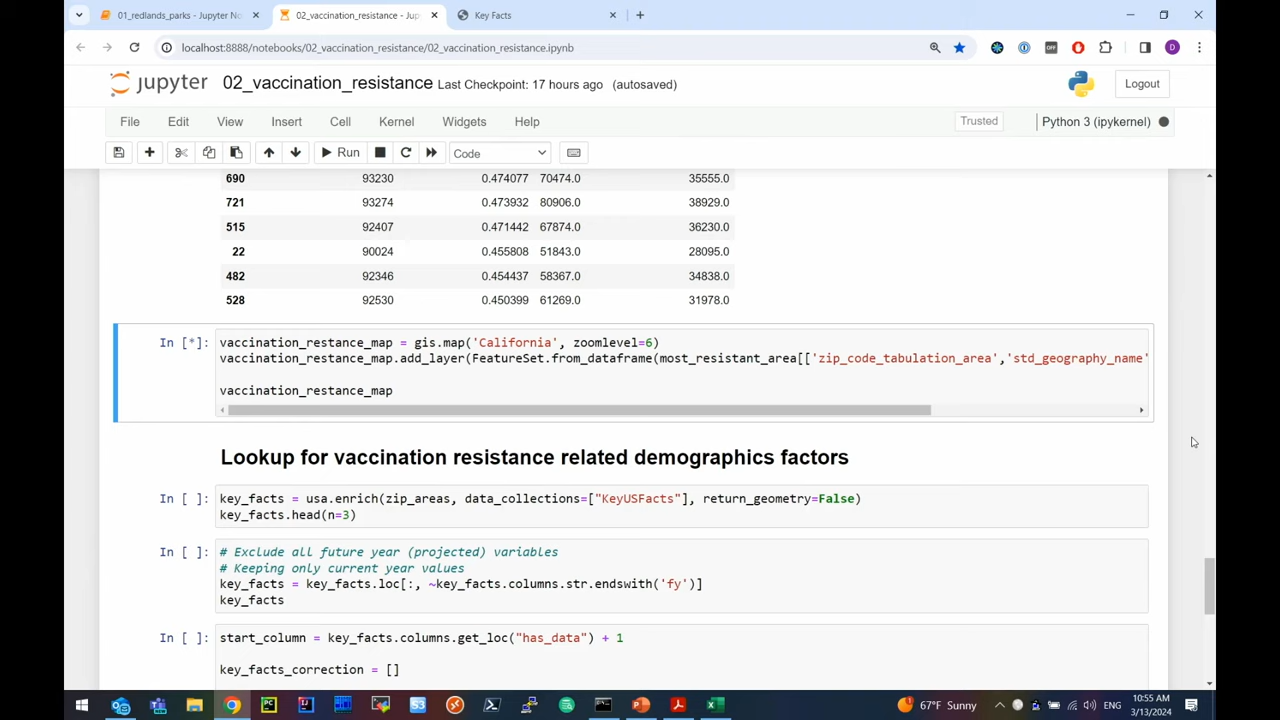 01_redlands_parks - Jupyter No
02_vaccination_resistance - Jup
Key Facts
localhost:8888/notebooks/02_vaccination_resistance/02_vaccination_resistance.ipynb
OFF
D
jupyter 02_vaccination_resistance Last Checkpoint: 17 hours ago (autosaved)
Logout
File Edit View Insert Cell Kernel Widgets Help
Trusted
Python 3 (ipykernel)
Run
Code
690 93230 0.474077 70474.0 35555.0
721 93274 0.473932 80906.0 38929.0
515 92407 0.471442 67874.0 36230.0
22 90024 0.455808 51843.0 28095.0
482 92346 0.454437 58367.0 34838.0
528 92530 0.450399 61269.0 31978.0
In [*]: vaccination_restance_map = gis.map('California', zoomlevel=6)
vaccination_restance_map.add_layer(FeatureSet.from_dataframe(most_resistant_area[['zip_code_tabulation_area','std_geography_name'
vaccination_restance_map
Lookup for vaccination resistance related demographics factors
In [ ]: key_facts = usa.enrich(zip_areas, data_collections=["KeyUSFacts"], return_geometry=False)
key_facts.head(n=3)
In [ ]: # Exclude all future year (projected) variables
# Keeping only current year values
key_facts = key_facts.loc[:, ~key_facts.columns.str.endswith('fy')]
key_facts
In [ ]: start_column = key_facts.columns.get_loc("has_data") + 1
key_facts_correction = []
67°F Sunny
ENG
10:55 AM
3/13/2024